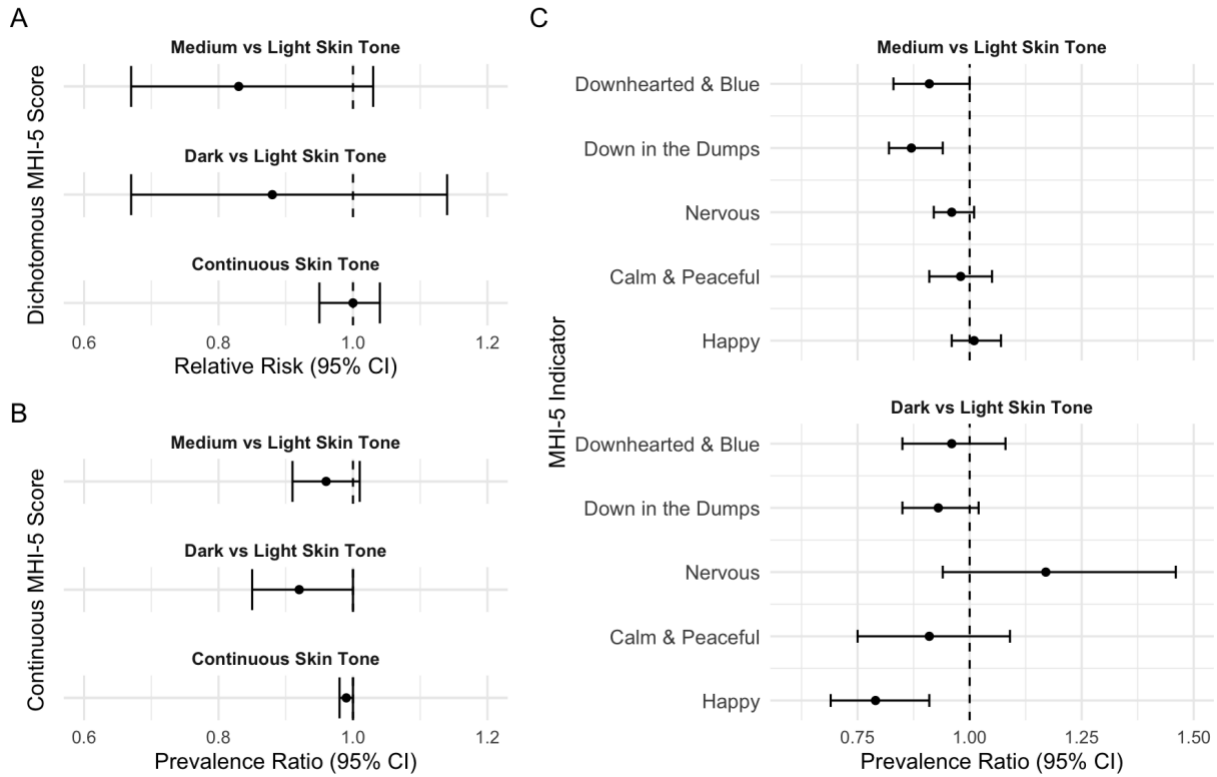 A
Dichotomous MHI-5 Score
Medium vs Light Skin Tone
Dark vs Light Skin Tone
Continuous Skin Tone
0.6 0.8 1.0 1.2
Relative Risk (95% CI)
B
Continuous MHI-5 Score
Medium vs Light Skin Tone
Dark vs Light Skin Tone
Continuous Skin Tone
0.6 0.8 1.0 1.2
Prevalence Ratio (95% CI)
C
MHI-5 Indicator
Medium vs Light Skin Tone
Downhearted & Blue
Down in the Dumps
Nervous
Calm & Peaceful
Happy
Dark vs Light Skin Tone
Downhearted & Blue
Down in the Dumps
Nervous
Calm & Peaceful
Happy
0.75 1.00 1.25 1.50
Prevalence Ratio (95% CI)